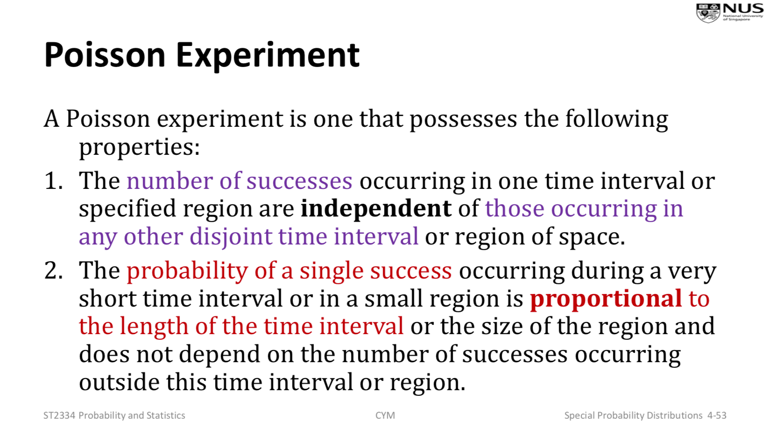 NUS
National University
of Singapore
Poisson Experiment
A Poisson experiment is one that possesses the following
properties:
1. The number of successes occurring in one time interval or
specified region are independent of those occurring in
any other disjoint time interval or region of space.
2. The probability of a single success occurring during a very
short time interval or in a small region is proportional to
the length of the time interval or the size of the region and
does not depend on the number of successes occurring
outside this time interval or region.
ST2334 Probability and Statistics
CYM
Special Probability Distributions 4-53